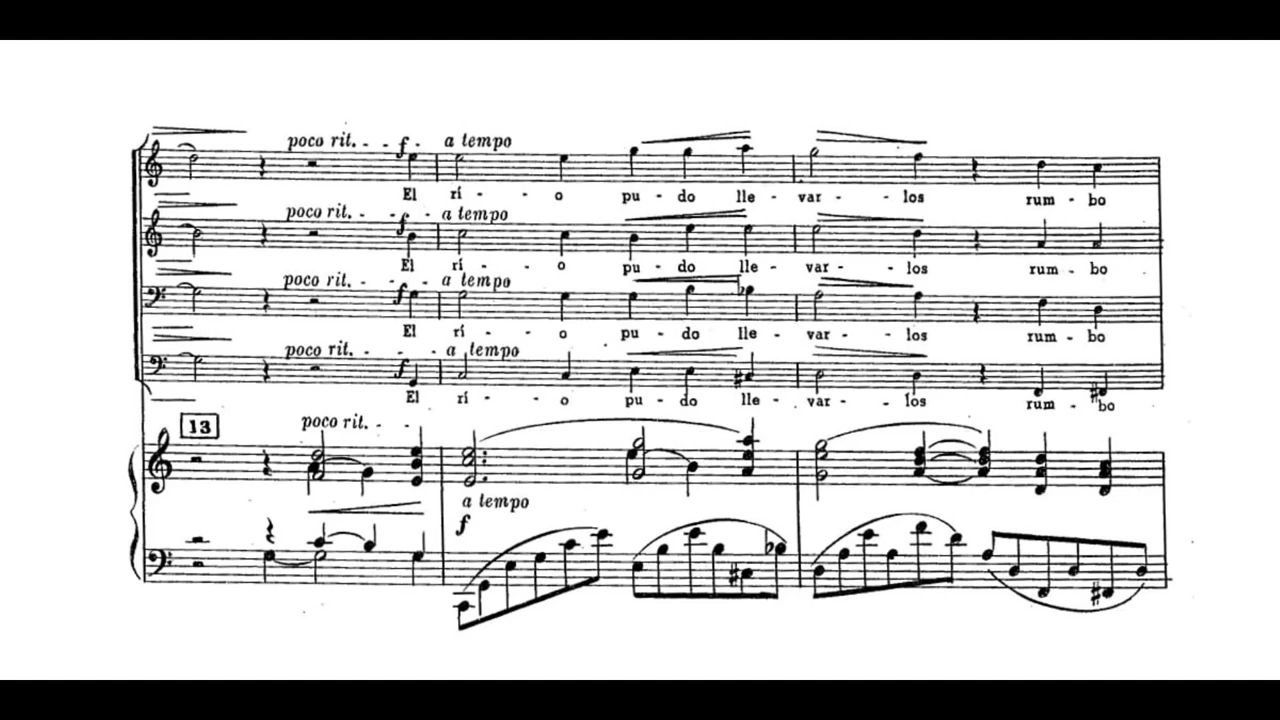 poco rit. . - - f - a tempo
El rí - - o pu - do lle - var - - los rum - bo
poco rit. - - f - a tempo
El rí - - o pu - do lle - var - - los rum - bo
poco rit. - - - - a tempo
f
El rí - - o pu - do lle - var - - los rum - bo
poco rit. - - - - a tempo
f
El rí - - o pu - do lle - var - - los rum - bo
13
poco rit. - -
a tempo
f